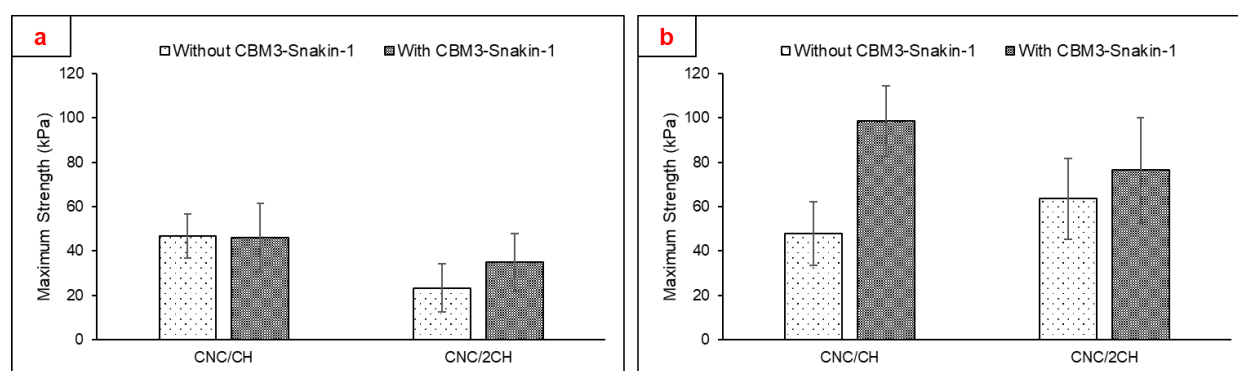 a
Without CBM3-Snakin-1 With CBM3-Snakin-1
Maximum Strength (kPa)
120
100
80
60
40
20
0
CNC/CH CNC/2CH
b
Without CBM3-Snakin-1 With CBM3-Snakin-1
Maximum Strength (kPa)
120
100
80
60
40
20
0
CNC/CH CNC/2CH